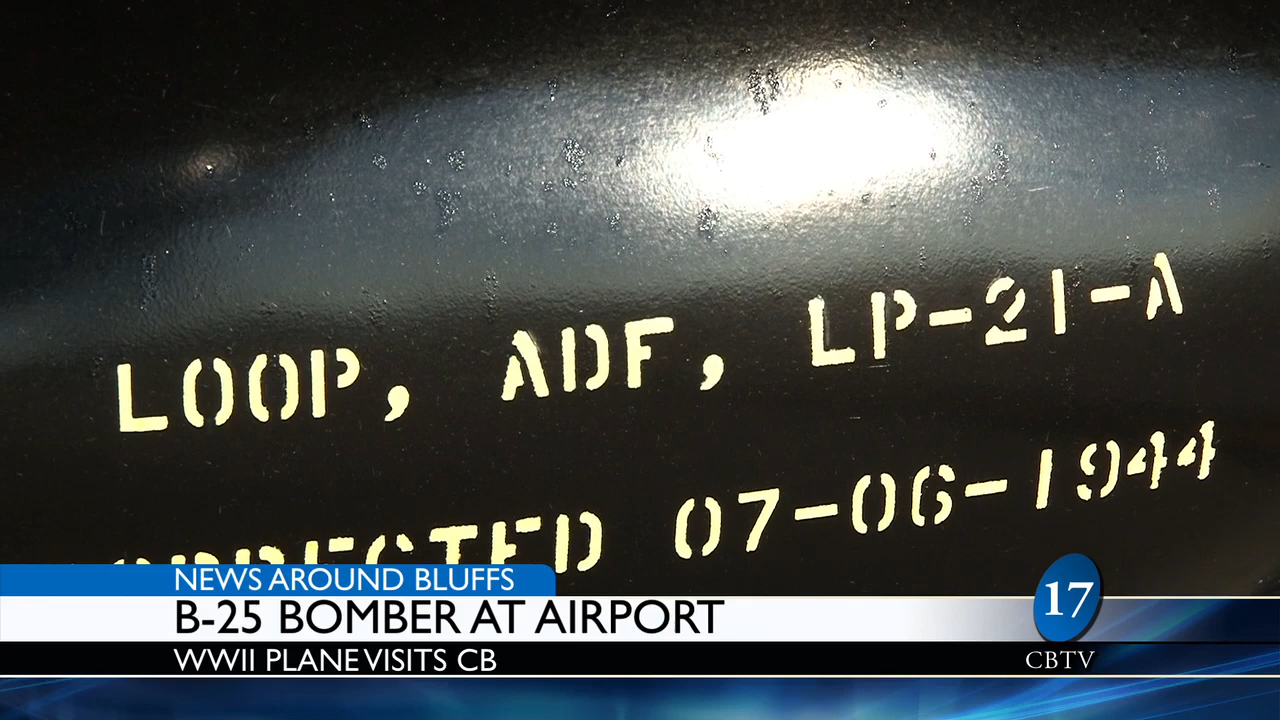 LOOP, ADF, LP-21-A
CORRECTED 07-06-1944
NEWS AROUND BLUFFS
B-25 BOMBER AT AIRPORT
WWII PLANE VISITS CB
17
CBTV